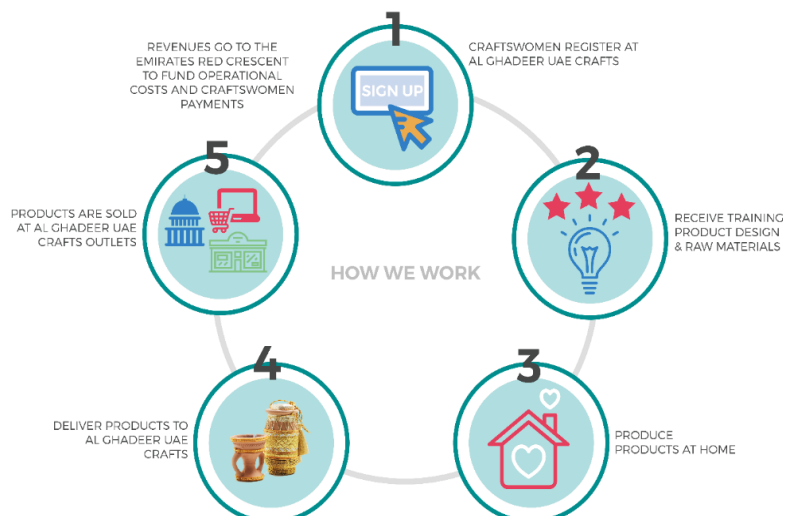 1
CRAFTSWOMEN REGISTER AT
AL GHADEER UAE CRAFTS
SIGN UP
2
RECEIVE TRAINING
PRODUCT DESIGN
& RAW MATERIALS
3
PRODUCE
PRODUCTS AT HOME
4
DELIVER PRODUCTS TO
AL GHADEER UAE
CRAFTS
5
PRODUCTS ARE SOLD
AT AL GHADEER UAE
CRAFTS OUTLETS
REVENUES GO TO THE
EMIRATES RED CRESCENT
TO FUND OPERATIONAL
COSTS AND CRAFTSWOMEN
PAYMENTS
HOW WE WORK